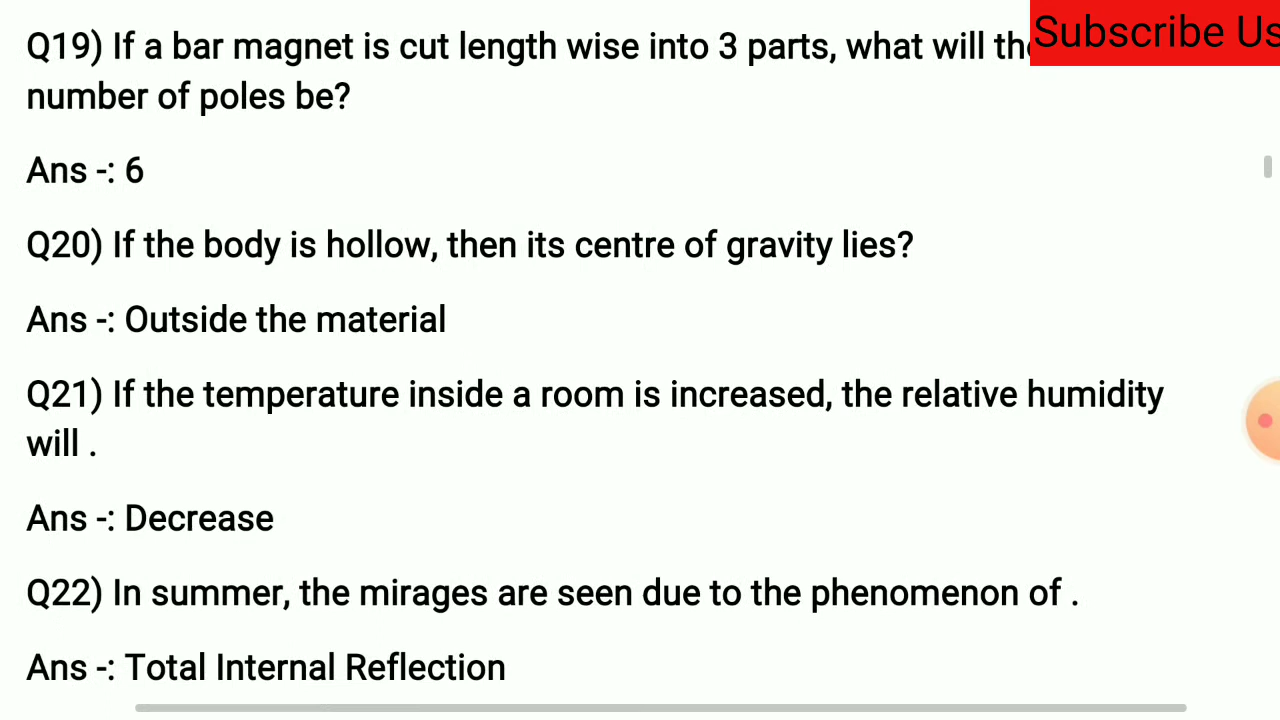 Q19) If a bar magnet is cut length wise into 3 parts, what will the
Subscribe Us
number of poles be?
Ans -: 6
Q20) If the body is hollow, then its centre of gravity lies?
Ans -: Outside the material
Q21) If the temperature inside a room is increased, the relative humidity
will .
Ans -: Decrease
Q22) In summer, the mirages are seen due to the phenomenon of .
Ans -: Total Internal Reflection